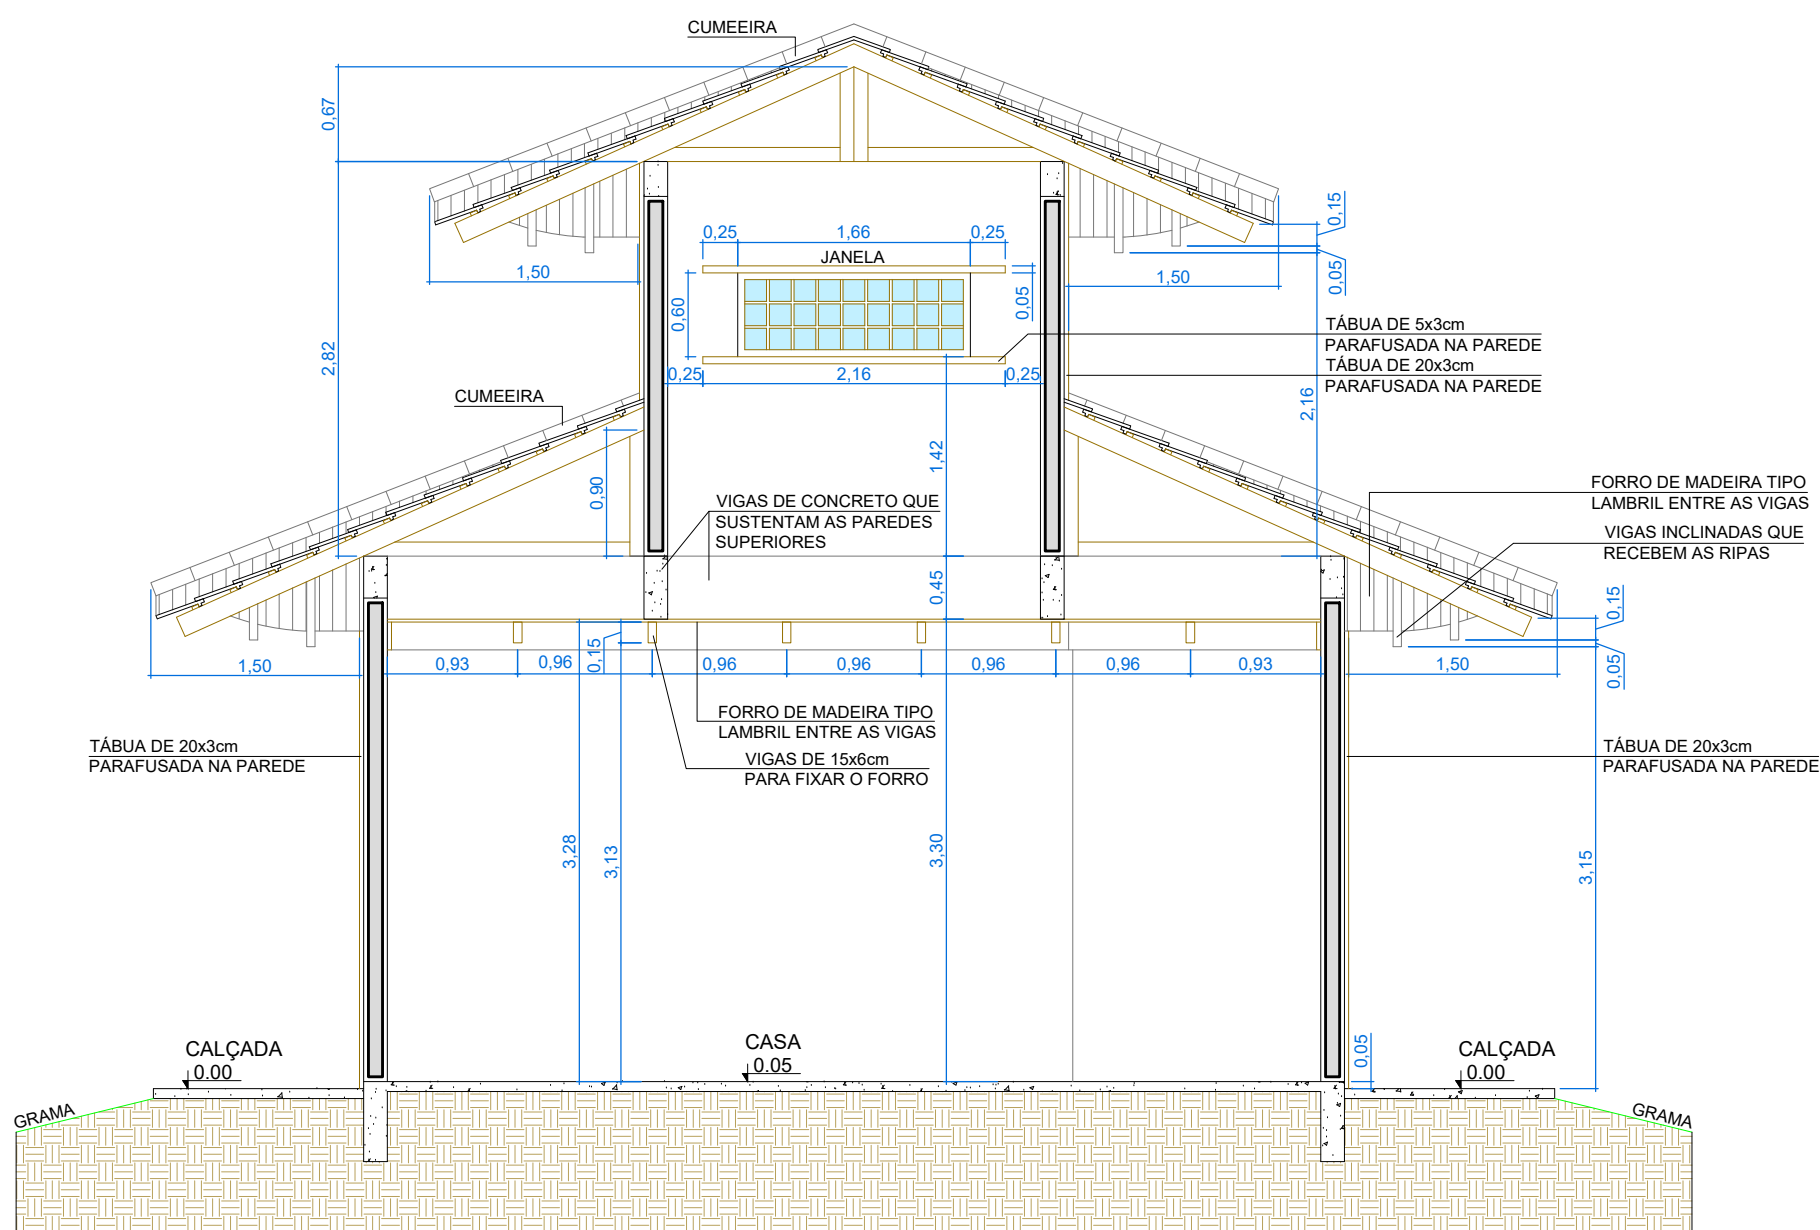 CUMEEIRA
0,67
0,15
0,25
1,66
0,25
JANELA
1,50
1,50
0,05
0,60
0,05
TÁBUA DE 5x3cm
PARAFUSADA NA PAREDE
TÁBUA DE 20x3cm
PARAFUSADA NA PAREDE
2,82
0,25
2,16
0,25
2,16
CUMEEIRA
1,42
0,90
FORRO DE MADEIRA TIPO
LAMBRIL ENTRE AS VIGAS
VIGAS DE CONCRETO QUE
SUSTENTAM AS PAREDES
SUPERIORES
VIGAS INCLINADAS QUE
RECEBEM AS RIPAS
0,45
0,15
0,15
1,50
0,93
0,96
0,96
0,96
0,96
0,96
0,93
1,50
0,05
FORRO DE MADEIRA TIPO
LAMBRIL ENTRE AS VIGAS
TÁBUA DE 20x3cm
PARAFUSADA NA PAREDE
VIGAS DE 15x6cm
PARA FIXAR O FORRO
TÁBUA DE 20x3cm
PARAFUSADA NA PAREDE
3,28
3,13
3,30
3,15
CALÇADA
0.00
CASA
0.05
0,05
CALÇADA
0.00
GRAMA
GRAMA